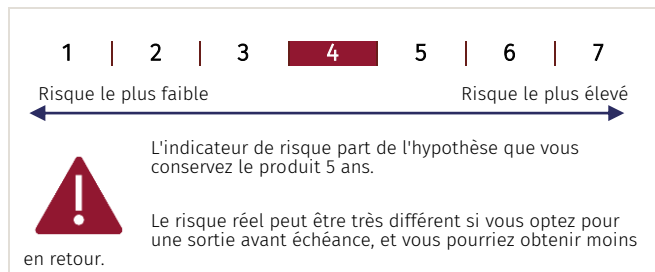 1 | 2 | 3 | 4 | 5 | 6 | 7
Risque le plus faible Risque le plus élevé
L'indicateur de risque part de l'hypothèse que vous
conservez le produit 5 ans.
Le risque réel peut être très différent si vous optez pour
une sortie avant échéance, et vous pourriez obtenir moins
en retour.